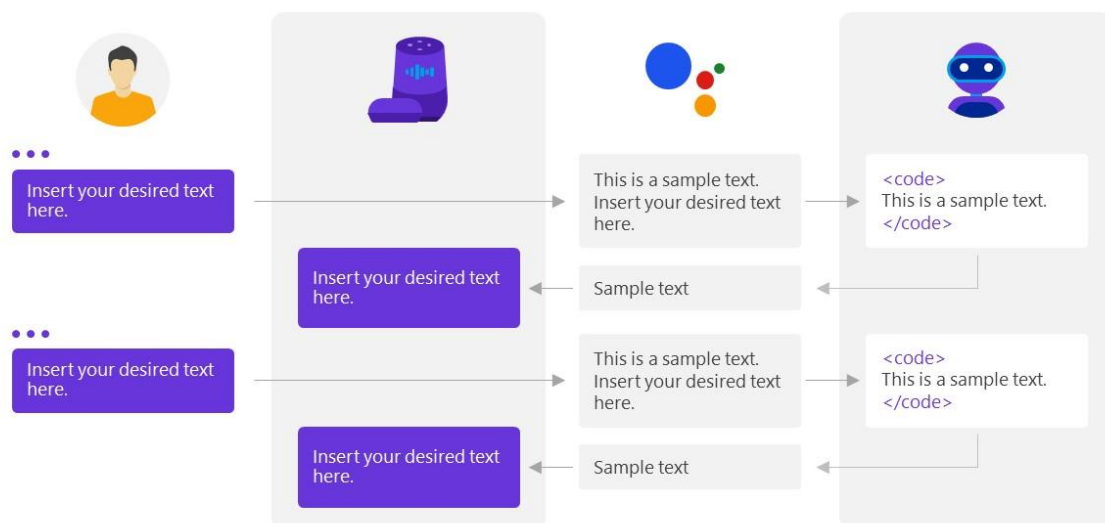 Insert your desired text
here.
This is a sample text.
Insert your desired text
here.
<code>
This is a sample text.
</code>
Insert your desired text
here.
Sample text
Insert your desired text
here.
This is a sample text.
Insert your desired text
here.
<code>
This is a sample text.
</code>
Insert your desired text
here.
Sample text